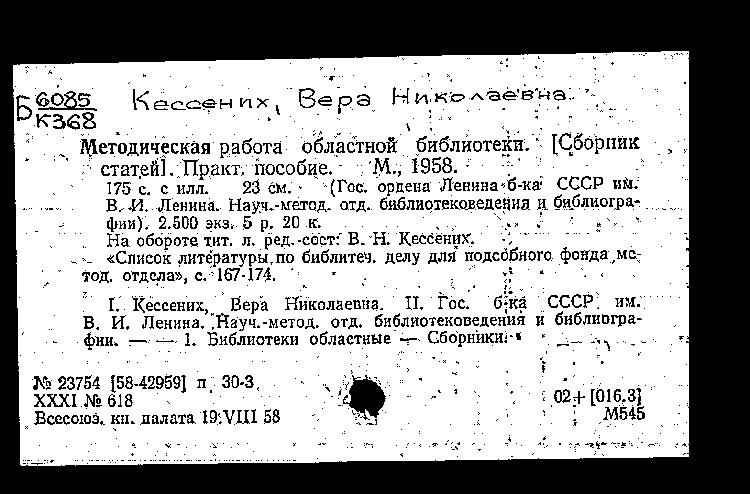 Б 6085
К368
Кессених, Вера Николаевна.
Методическая работа областной библиотеки. [Сборник
статей]. Практ. пособие. М., 1958.
175 с. с илл. 23 см. (Гос. ордена Ленина б-ка СССР им.
В. И. Ленина. Науч.-метод. отд. библиотековедения и библиогра-
фии). 2.500 экз. 5 р. 20 к.
На обороте тит. л. ред.-сост: В. Н. Кессених.
«Список литературы по библитеч. делу для подсобного фонда ме-
тод. отдела», с. 167-174.
I. Кессених, Вера Николаевна. II. Гос. б-ка СССР им.
В. И. Ленина. Науч.-метод. отд. библиотековедения и библиогра-
фии. — — 1. Библиотеки областные — Сборники.
№ 23754 [58-42959] п 30-3
XXXI № 618
02+[016.3]
Всесоюз. кн. палата 19.VIII 58
М545